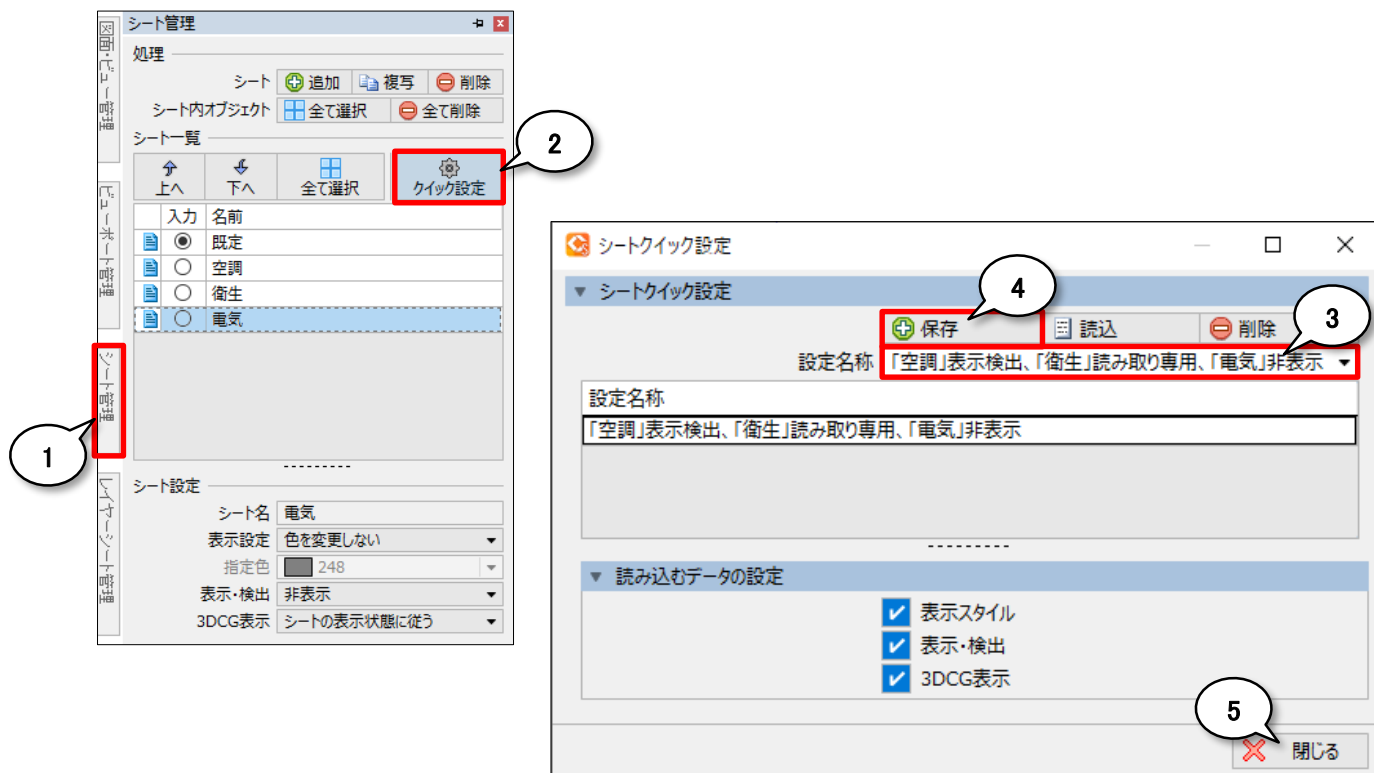 シート管理
処理
シート 追加 複写 削除
シート内オブジェクト 全て選択 全て削除
シート一覧
上へ 下へ 全て選択 クイック設定
入力 名前
既定
空調
衛生
電気
シート設定
シート名 電気
表示設定 色を変更しない
指定色 248
表示・検出 非表示
3DCG表示 シートの表示状態に従う
図面・ビュー管理
ビューポート管理
シート管理
レイヤーシート管理
1
2
シートクイック設定
シートクイック設定
4
3
保存 読込 削除
設定名称 「空調」表示検出、「衛生」読み取り専用、「電気」非表示
設定名称
「空調」表示検出、「衛生」読み取り専用、「電気」非表示
読み込むデータの設定
表示スタイル
表示・検出
3DCG表示
5
閉じる